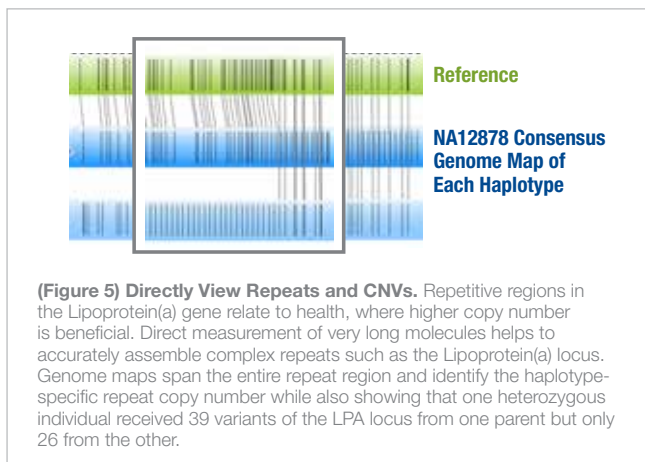 Reference
NA12878 Consensus
Genome Map of
Each Haplotype
(Figure 5) Directly View Repeats and CNVs. Repetitive regions in
the Lipoprotein(a) gene relate to health, where higher copy number
is beneficial. Direct measurement of very long molecules helps to
accurately assemble complex repeats such as the Lipoprotein(a) locus.
Genome maps span the entire repeat region and identify the haplotype-
specific repeat copy number while also showing that one heterozygous
individual received 39 variants of the LPA locus from one parent but only
26 from the other.